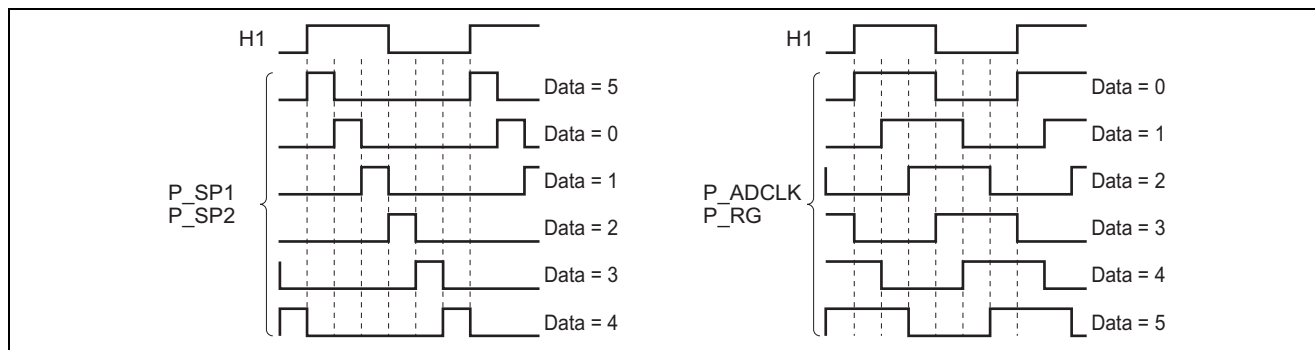 H1
P_SP1
P_SP2
Data = 5
Data = 0
Data = 1
Data = 2
Data = 3
Data = 4
H1
P_ADCLK
P_RG
Data = 0
Data = 1
Data = 2
Data = 3
Data = 4
Data = 5